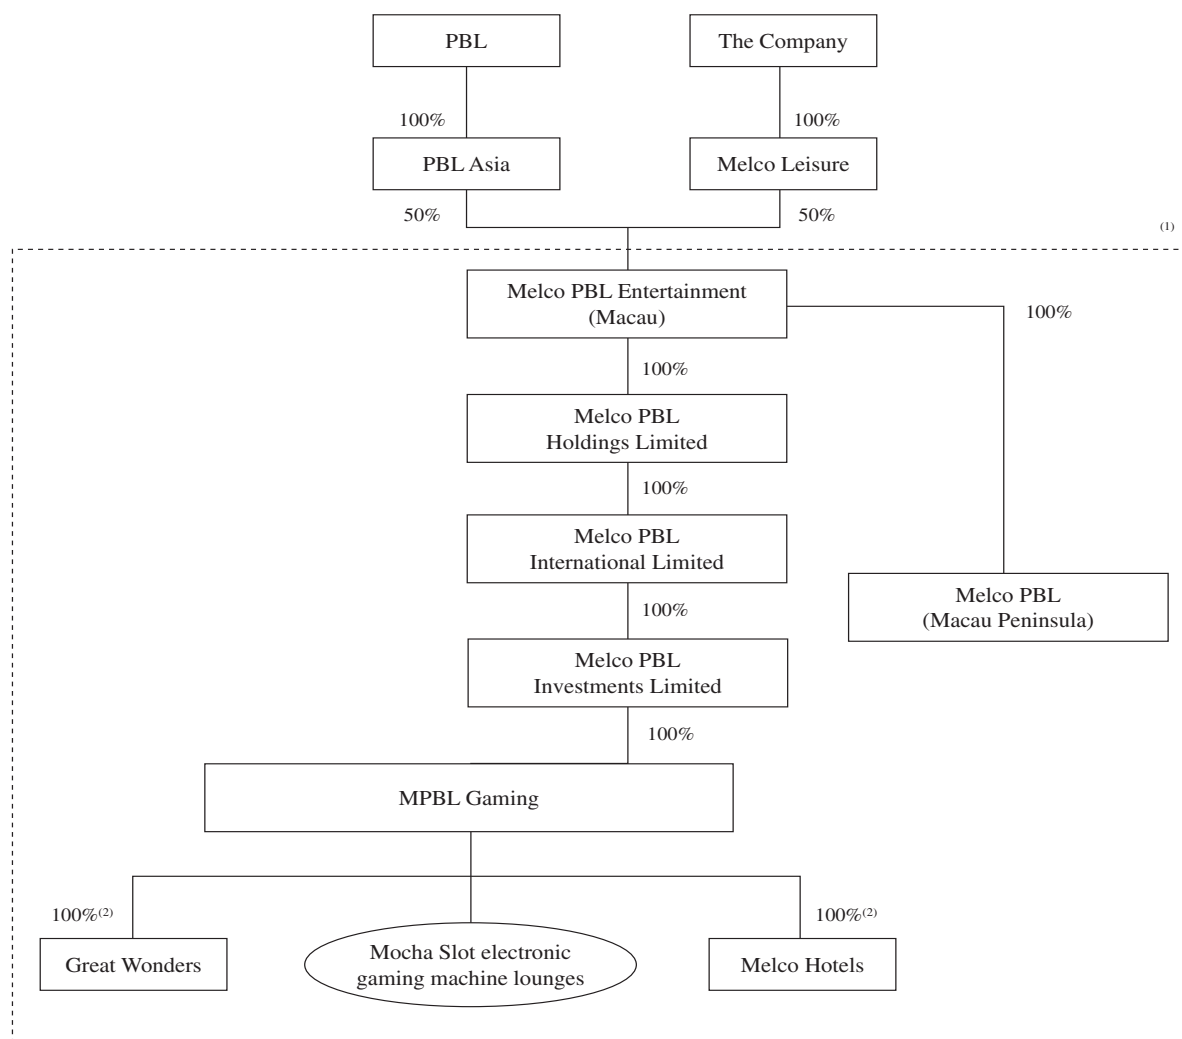 PBL
The Company
100%
100%
PBL Asia
Melco Leisure
50%
50%
(1)
Melco PBL Entertainment
(Macau)
100%
100%
Melco PBL
Holdings Limited
100%
Melco PBL
International Limited
Melco PBL
(Macau Peninsula)
100%
Melco PBL
Investments Limited
100%
MPBL Gaming
100%(2)
100%(2)
Great Wonders
Mocha Slot electronic
gaming machine lounges
Melco Hotels